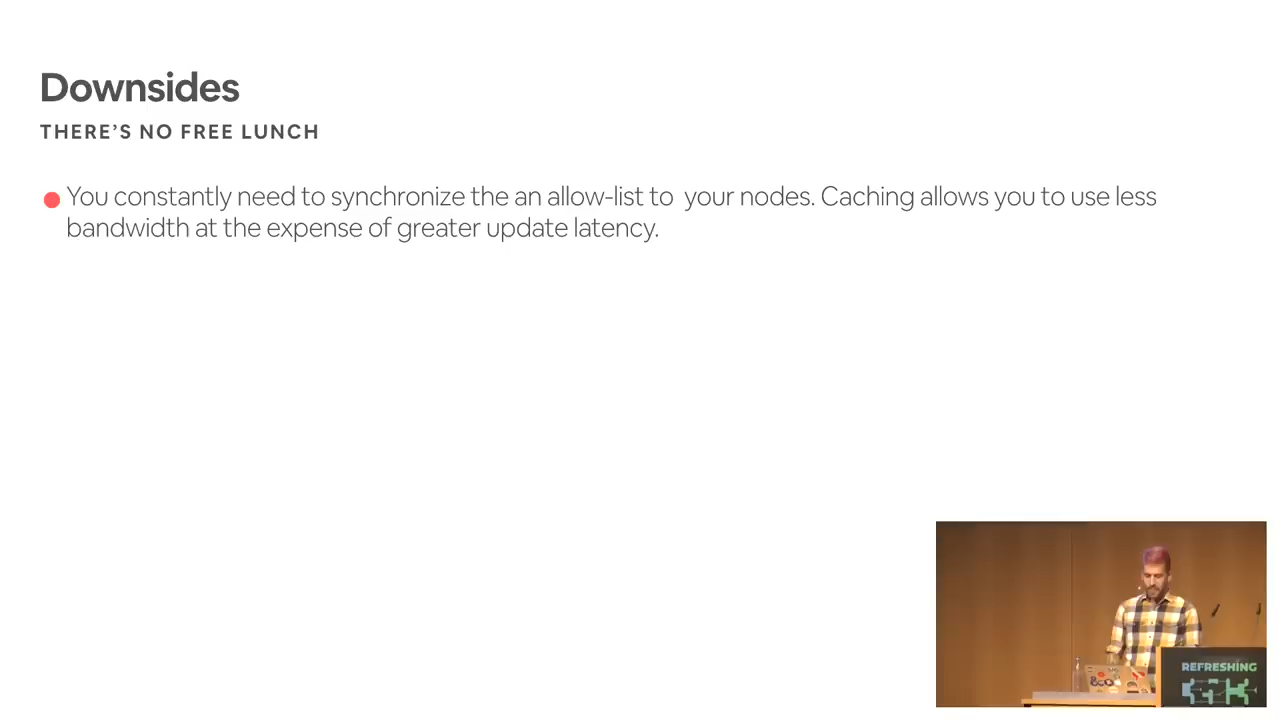 Downsides
THERE’S NO FREE LUNCH
You constantly need to synchronize the an allow-list to  your nodes. Caching allows you to use less
bandwidth at the expense of greater update latency.
REFRESHING